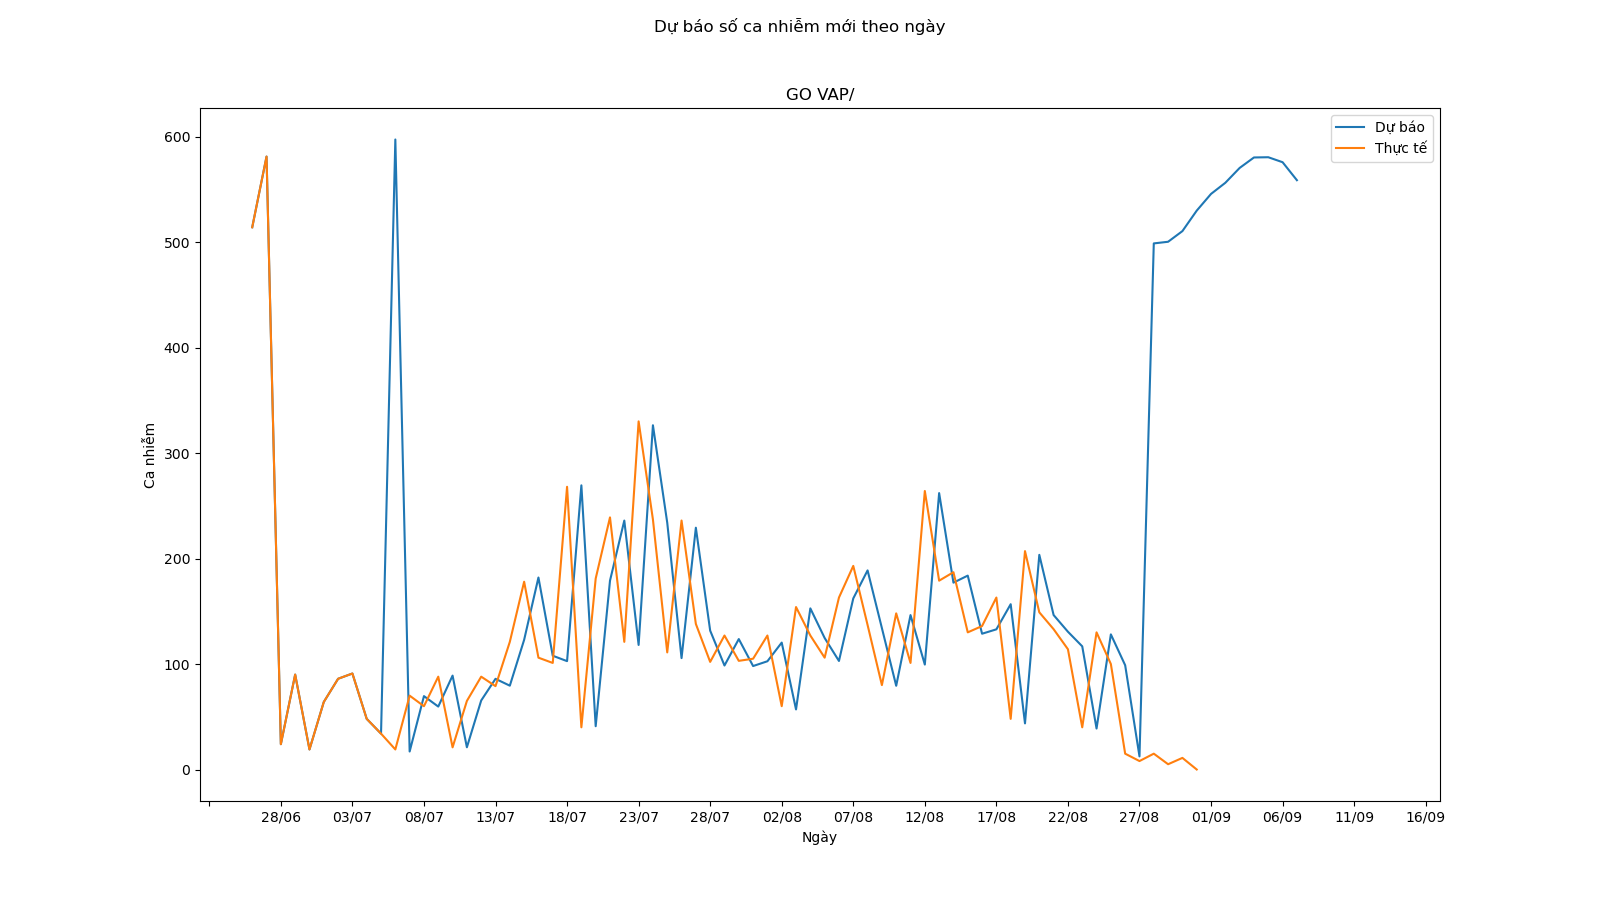 Dự báo số ca nhiễm mới theo ngày
GO VAP/
Dự báo
Thực tế
600
500
400
300
200
100
0
Ca nhiễm
28/06 03/07 08/07 13/07 18/07 23/07 28/07 02/08 07/08 12/08 17/08 22/08 27/08 01/09 06/09 11/09 16/09
Ngày